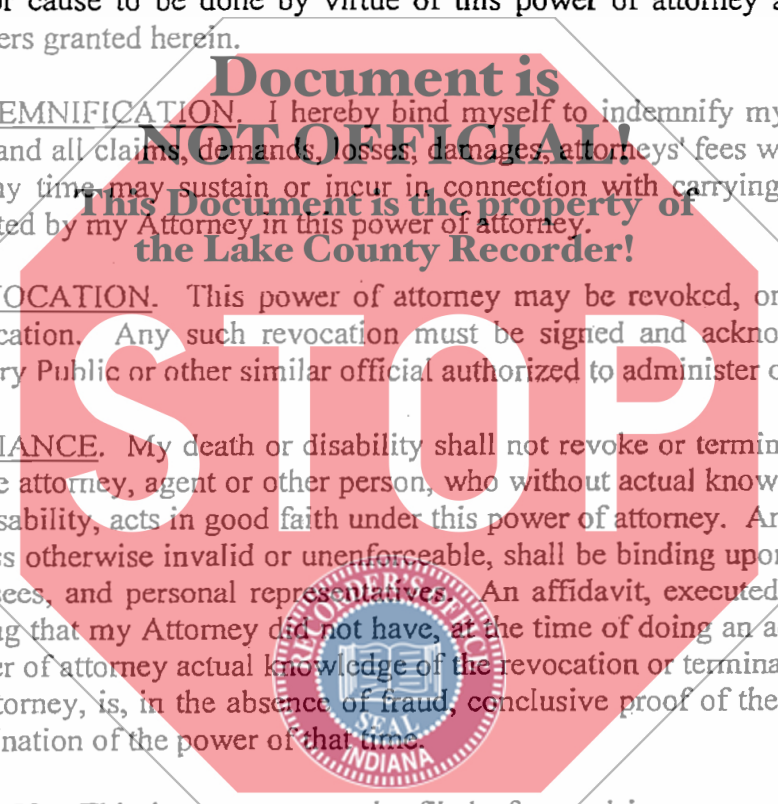 or cause to be done by virtue of this power of attorney a
ers granted herein.
Document is
EMNIFICATION. I hereby bind myself to indemnify my
NOT OFFICIAL!
and all claims, demands, losses, damages, attorneys' fees w
ny time may sustain or incur in connection with carrying
This Document is the property of
ted by my Attorney in this power of attorney.
the Lake County Recorder!
VOCATION. This power of attorney may be revoked, or
cation. Any such revocation must be signed and ackno
ry Public or other similar official authorized to administer o
STOP
IANCE. My death or disability shall not revoke or termin
e attorney, agent or other person, who without actual know
isability, acts in good faith under this power of attorney. An
ss otherwise invalid or unenforceable, shall be binding upon
sees, and personal representatives. An affidavit, executed
ng that my Attorney did not have, at the time of doing an a
er of attorney actual knowledge of the revocation or termina
ttorney, is, in the absence of fraud, conclusive proof of the
nation of the power of that time.
RECORDER'S OFFICE
SEAL
INDIANA